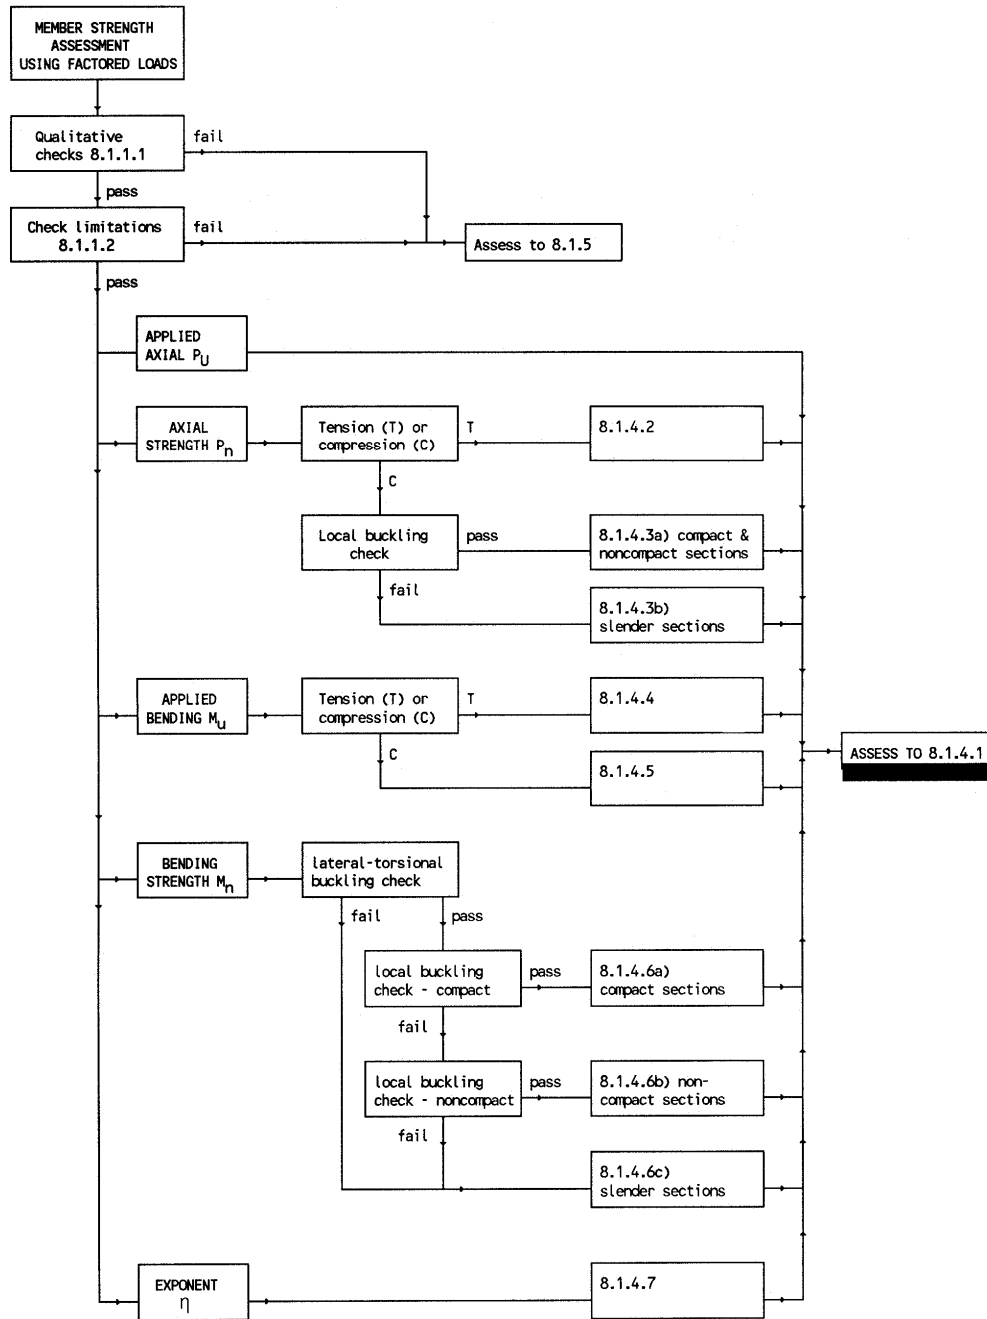 MEMBER STRENGTH
ASSESSMENT
USING FACTORED LOADS
Qualitative
checks 8.1.1.1
fail
pass
Check limitations
8.1.1.2
fail
Assess to 8.1.5
pass
APPLIED
AXIAL PU
AXIAL
STRENGTH Pn
Tension (T) or
compression (C)
T
8.1.4.2
C
Local buckling
check
pass
8.1.4.3a) compact &
noncompact sections
fail
8.1.4.3b)
slender sections
APPLIED
BENDING Mu
Tension (T) or
compression (C)
T
8.1.4.4
C
8.1.4.5
ASSESS TO 8.1.4.1
BENDING
STRENGTH Mn
lateral-torsional
buckling check
fail
pass
local buckling
check - compact
pass
8.1.4.6a)
compact sections
fail
local buckling
check - noncompact
pass
8.1.4.6b) non-
compact sections
fail
8.1.4.6c)
slender sections
EXPONENT
η
8.1.4.7